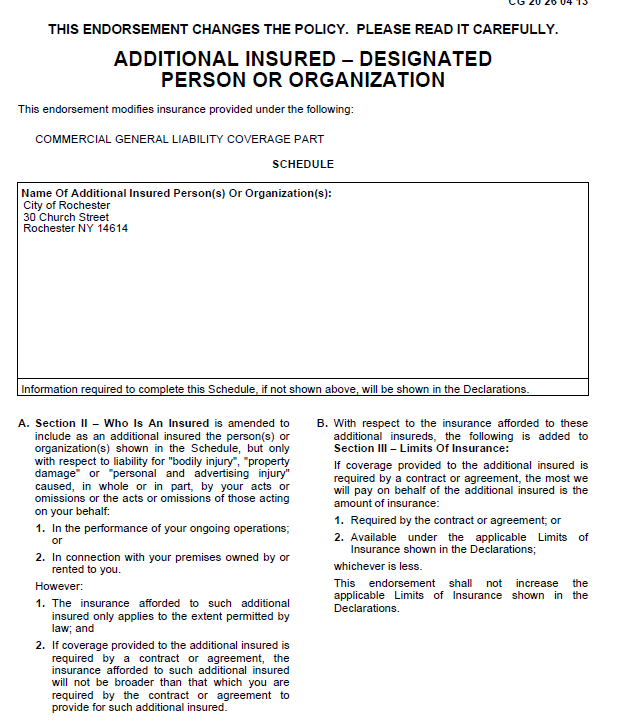 CG 20 26 04 13
THIS ENDORSEMENT CHANGES THE POLICY. PLEASE READ IT CAREFULLY.
ADDITIONAL INSURED – DESIGNATED
PERSON OR ORGANIZATION
This endorsement modifies insurance provided under the following:
COMMERCIAL GENERAL LIABILITY COVERAGE PART
SCHEDULE
Name Of Additional Insured Person(s) Or Organization(s):
City of Rochester
30 Church Street
Rochester NY 14614
Information required to complete this Schedule, if not shown above, will be shown in the Declarations.
A. Section II – Who Is An Insured is amended to
include as an additional insured the person(s) or
organization(s) shown in the Schedule, but only
with respect to liability for "bodily injury", "property
damage" or "personal and advertising injury"
caused, in whole or in part, by your acts or
omissions or the acts or omissions of those acting
on your behalf:
1. In the performance of your ongoing operations;
or
2. In connection with your premises owned by or
rented to you.
However:
1. The insurance afforded to such additional
insured only applies to the extent permitted by
law; and
2. If coverage provided to the additional insured is
required by a contract or agreement, the
insurance afforded to such additional insured
will not be broader than that which you are
required by the contract or agreement to
provide for such additional insured.
B. With respect to the insurance afforded to these
additional insureds, the following is added to
Section III – Limits Of Insurance:
If coverage provided to the additional insured is
required by a contract or agreement, the most we
will pay on behalf of the additional insured is the
amount of insurance:
1. Required by the contract or agreement; or
2. Available under the applicable Limits of
Insurance shown in the Declarations;
whichever is less.
This endorsement shall not increase the
applicable Limits of Insurance shown in the
Declarations.